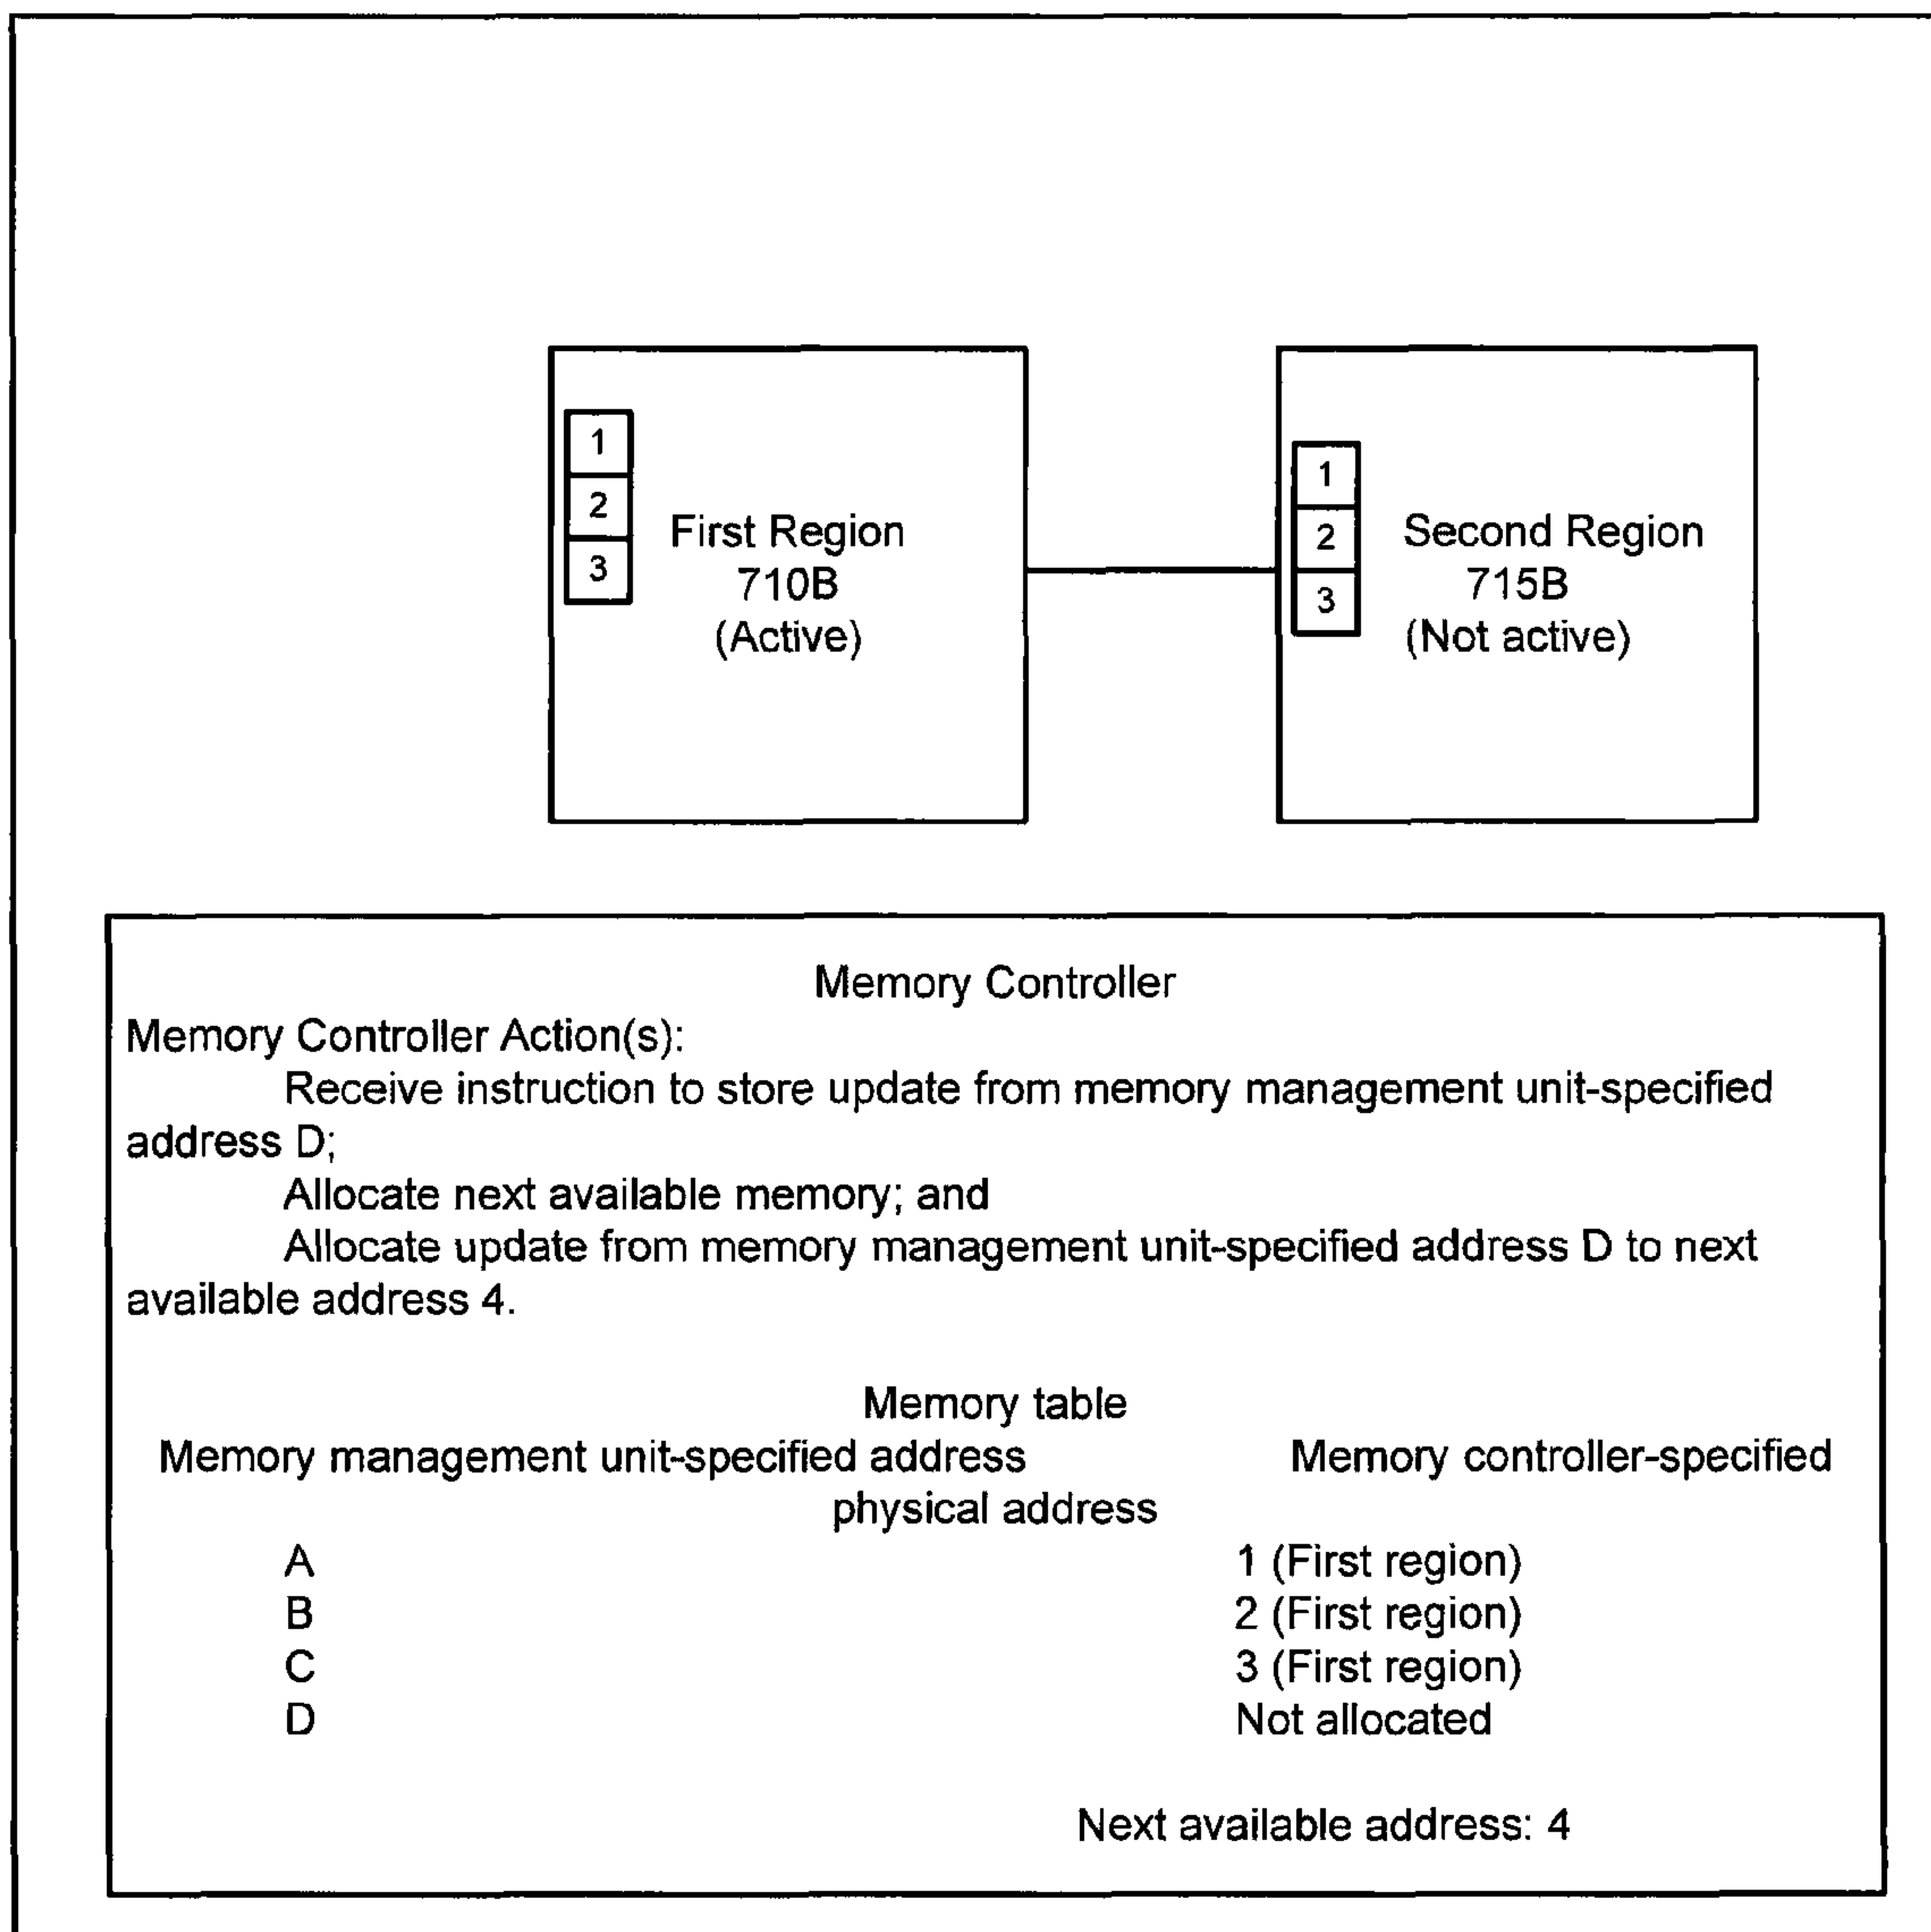 1
2
3
First Region
710B
(Active)
1
2
3
Second Region
715B
(Not active)
Memory Controller
Memory Controller Action(s):
Receive instruction to store update from memory management unit-specified
address D;
Allocate next available memory; and
Allocate update from memory management unit-specified address D to next
available address 4.
Memory table
Memory management unit-specified address Memory controller-specified
physical address
A 1 (First region)
B 2 (First region)
C 3 (First region)
D Not allocated
Next available address: 4